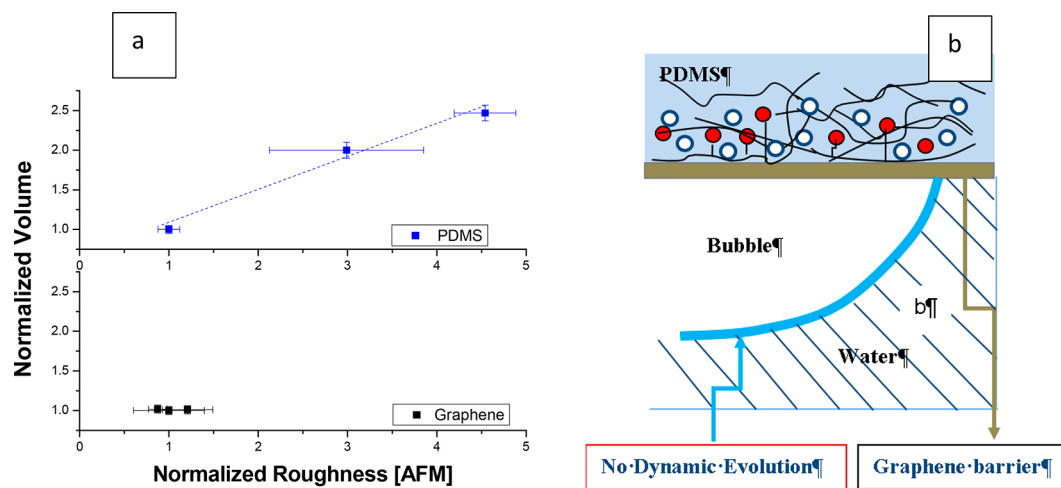 a
Normalized Volume
2.5
2.0
1.5
1.0
PDMS
0 1 2 3 4 5
2.5
2.0
1.5
1.0
Graphene
0 1 2 3 4 5
Normalized Roughness [AFM]
b
PDMS¶
Bubble¶
b¶
Water¶
No·Dynamic·Evolution¶
Graphene·barrier¶